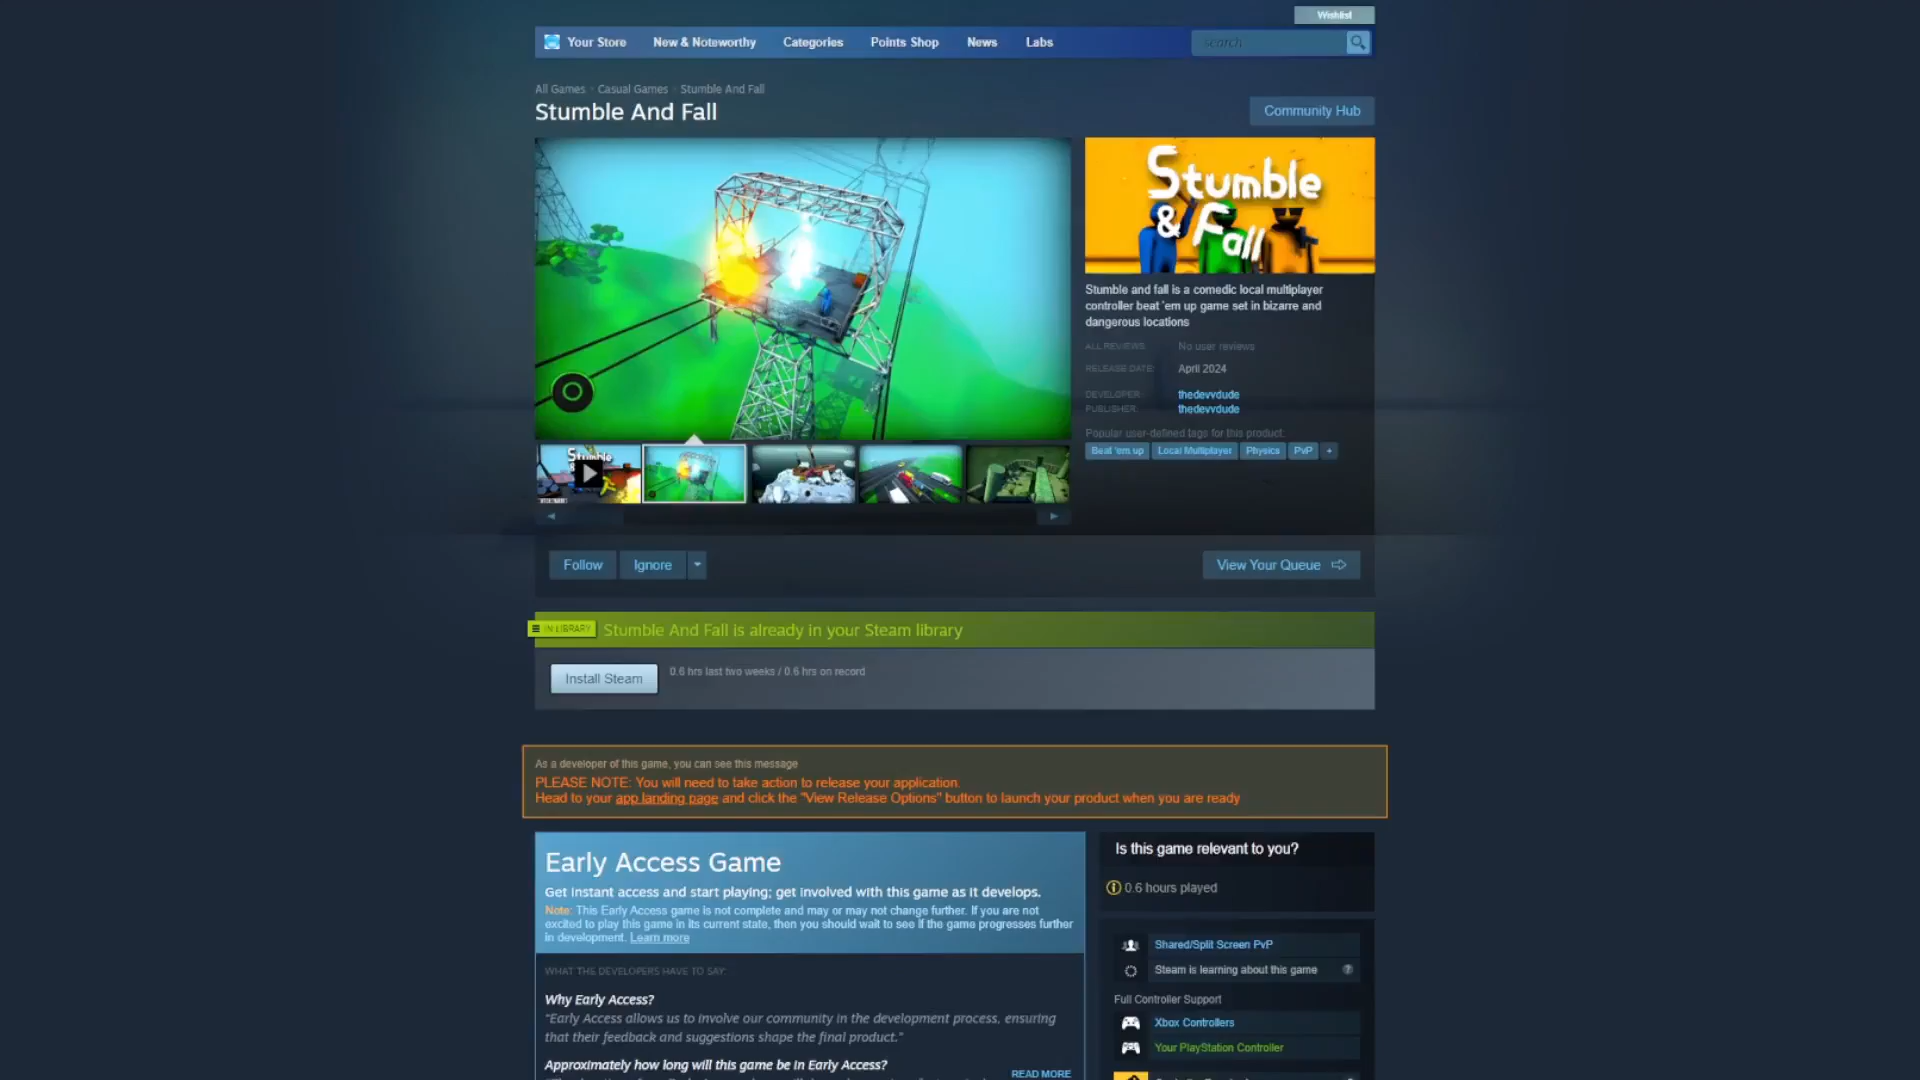 Wishlist
Your Store
New & Noteworthy
Categories
Points Shop
News
Labs
search
All Games
Casual Games
Stumble And Fall
Stumble And Fall
Community Hub
Stumble
& Fall
Stumble and fall is a comedic local multiplayer
controller beat 'em up game set in bizarre and
dangerous locations
ALL REVIEWS:
No user reviews
RELEASE DATE:
April 2024
DEVELOPER:
thedevvdude
PUBLISHER:
thedevvdude
Popular user-defined tags for this product:
Beat 'em up
Local Multiplayer
Physics
PvP
+
Stumble
Follow
Ignore
View Your Queue
IN LIBRARY
Stumble And Fall is already in your Steam library
Install Steam
0.6 hrs last two weeks / 0.6 hrs on record
As a developer of this game, you can see this message
PLEASE NOTE: You will need to take action to release your application.
Head to your app landing page and click the "View Release Options" button to launch your product when you are ready
Early Access Game
Get instant access and start playing; get involved with this game as it develops.
Note: This Early Access game is not complete and may or may not change further. If you are not
excited to play this game in its current state, then you should wait to see if the game progresses further
in development. Learn more
WHAT THE DEVELOPERS HAVE TO SAY:
Why Early Access?
"Early Access allows us to involve our community in the development process, ensuring
that their feedback and suggestions shape the final product."
Approximately how long will this game be in Early Access?
READ MORE
Is this game relevant to you?
0.6 hours played
Shared/Split Screen PvP
Steam is learning about this game
?
Full Controller Support
Xbox Controllers
Your PlayStation Controller